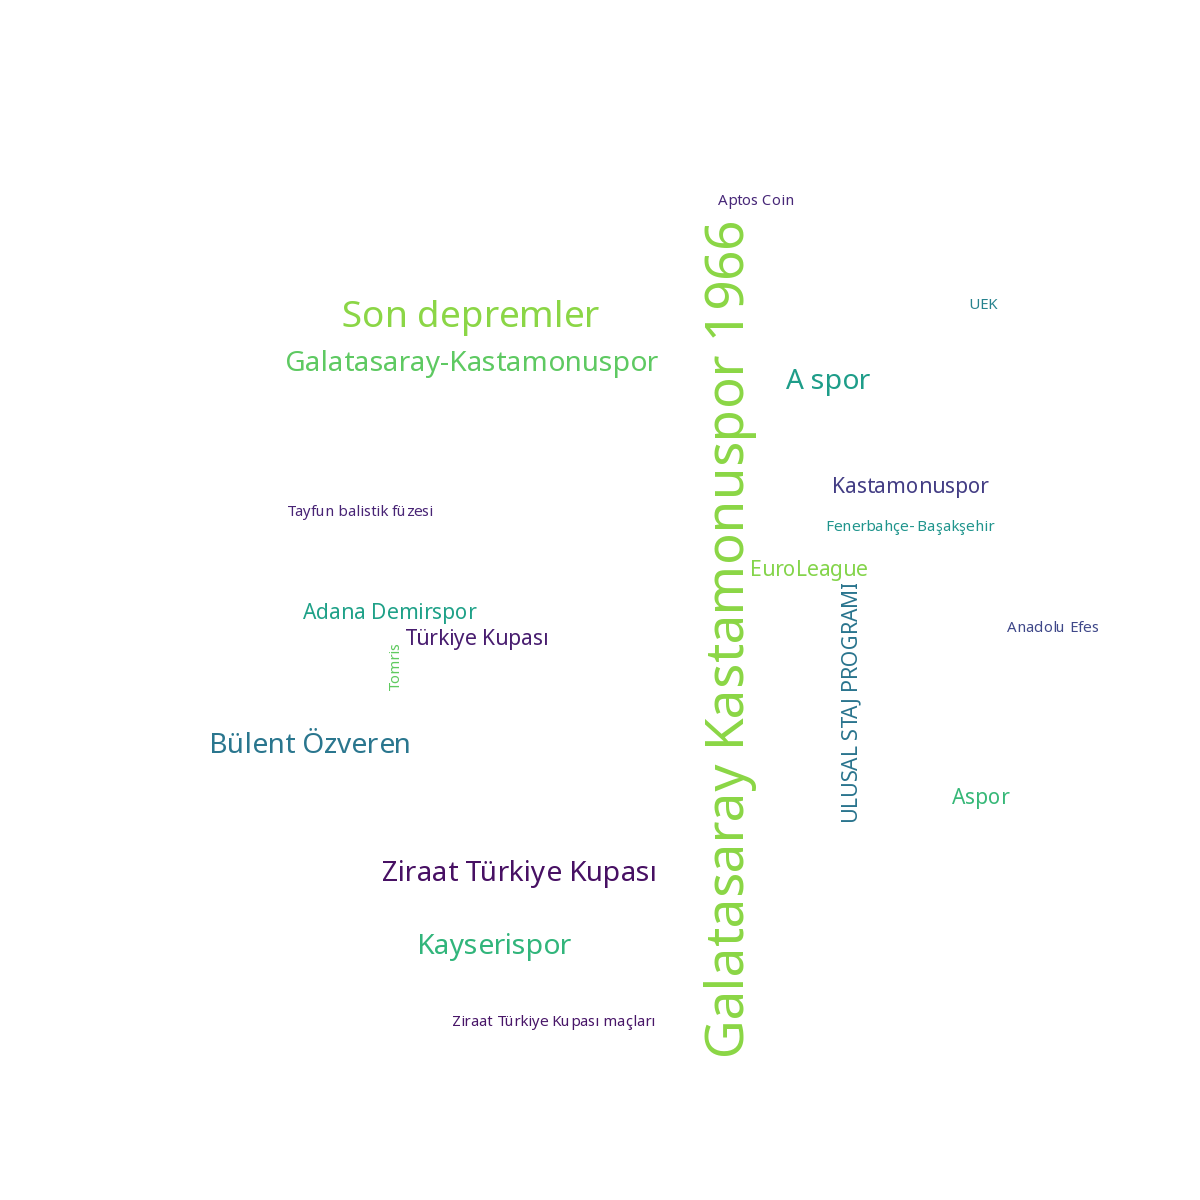 Aptos Coin
Galatasaray Kastamonuspor 1966
Son depremler
UEK
Galatasaray-Kastamonuspor
A spor
Kastamonuspor
Tayfun balistik füzesi
Fenerbahçe-Başakşehir
EuroLeague
ULUSAL STAJ PROGRAMI
Adana Demirspor
Anadolu Efes
Türkiye Kupası
Tomris
Bülent Özveren
Aspor
Ziraat Türkiye Kupası
Kayserispor
Ziraat Türkiye Kupası maçları